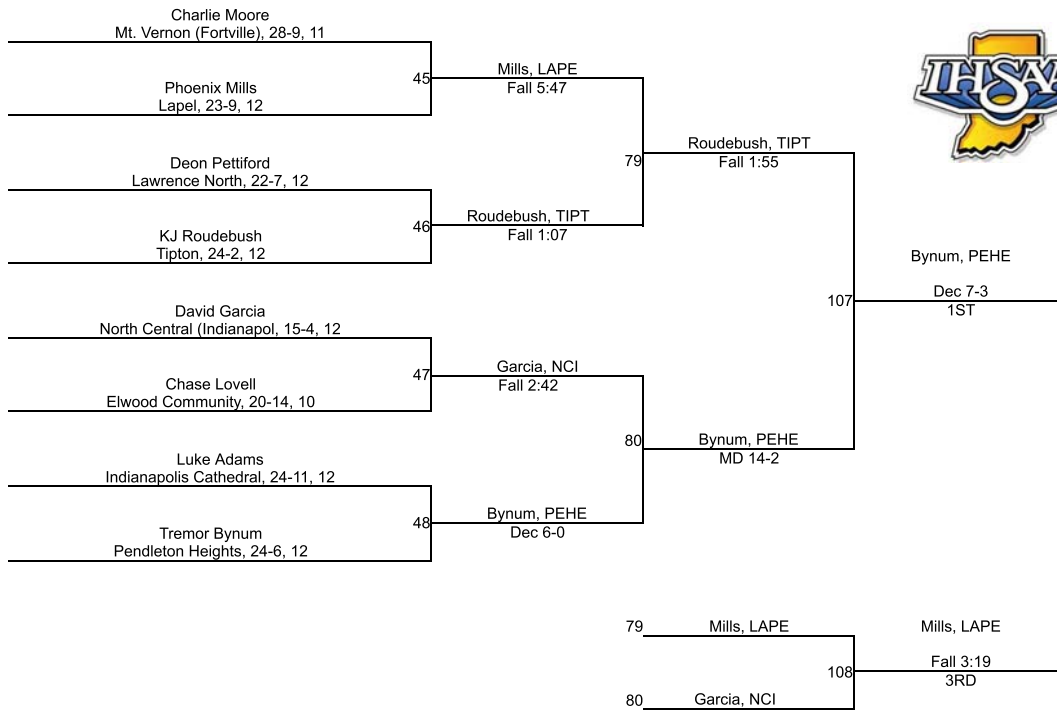 Charlie Moore
Mt. Vernon (Fortville), 28-9, 11
Phoenix Mills
Lapel, 23-9, 12
Deon Pettiford
Lawrence North, 22-7, 12
KJ Roudebush
Tipton, 24-2, 12
David Garcia
North Central (Indianapol, 15-4, 12
Chase Lovell
Elwood Community, 20-14, 10
Luke Adams
Indianapolis Cathedral, 24-11, 12
Tremor Bynum
Pendleton Heights, 24-6, 12
45
Mills, LAPE
Fall 5:47
46
Roudebush, TIPT
Fall 1:07
47
Garcia, NCI
Fall 2:42
48
Bynum, PEHE
Dec 6-0
79
Roudebush, TIPT
Fall 1:55
80
Bynum, PEHE
MD 14-2
107
Bynum, PEHE
Dec 7-3
1ST
79
Mills, LAPE
80
Garcia, NCI
108
Mills, LAPE
Fall 3:19
3RD
IHSAA